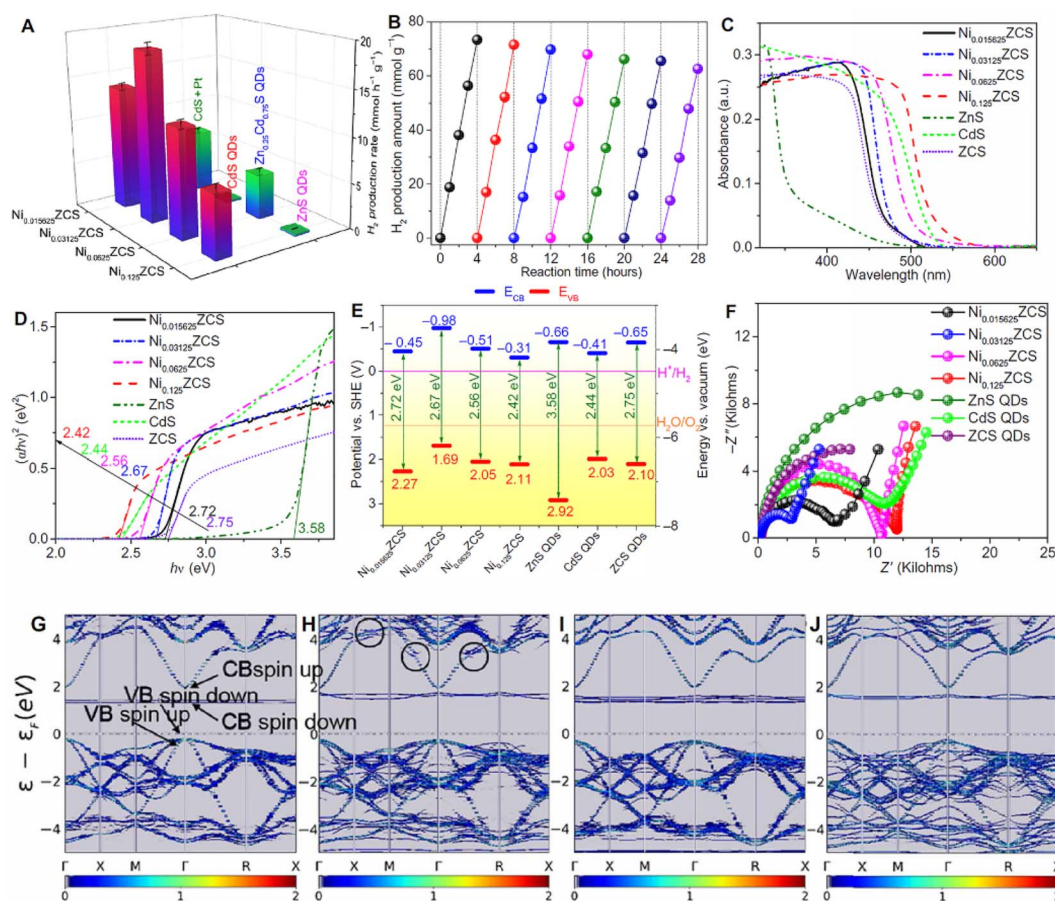 A
CdS + Pt
CdS QDs
Zn0.25Cd0.75S QDs
ZnS QDs
Ni0.015625ZCS
Ni0.03125ZCS
Ni0.0625ZCS
Ni0.125ZCS
H2 production rate (mmol h−1 g−1)
20
15
10
5
0
B
H2 production amount (mmol g−1)
80
60
40
20
0
0 4 8 12 16 20 24 28
Reaction time (hours)
C
Absorbance (a.u.)
0.3
0.2
0.1
0.0
400 500 600
Wavelength (nm)
Ni0.015625ZCS
Ni0.03125ZCS
Ni0.0625ZCS
Ni0.125ZCS
ZnS
CdS
ZCS
D
(αhν)2 (eV2)
1.5
1.0
0.5
0.0
Ni0.015625ZCS
Ni0.03125ZCS
Ni0.0625ZCS
Ni0.125ZCS
ZnS
CdS
ZCS
2.42
2.44
2.56
2.67
2.72
2.75
3.58
2.0 2.5 3.0 3.5
hν (eV)
ECB EVB
E
Potential vs. SHE (V)
−1
0
1
2
3
−0.45 −0.98 −0.51 −0.31 −0.66 −0.41 −0.65
H+/H2
2.72 eV 2.67 eV 2.56 eV 2.42 eV 3.58 eV 2.44 eV 2.75 eV
H2O/O2
2.27 1.69 2.05 2.11 2.92 2.03 2.10
−4
−6
−8
Energy vs. vacuum (eV)
Ni0.015625ZCS
Ni0.03125ZCS
Ni0.0625ZCS
Ni0.125ZCS
ZnS QDs
CdS QDs
ZCS QDs
F
−Z″ (Kilohms)
12
8
4
0
0 5 10 15 20 25
Z′ (Kilohms)
Ni0.015625ZCS
Ni0.03125ZCS
Ni0.0625ZCS
Ni0.125ZCS
ZnS QDs
CdS QDs
ZCS QDs
G H I J
ε − εF (eV)
4
2
0
−2
−4
CB spin up
VB spin down
VB spin up
CB spin down
Γ X M Γ R X
Γ X M Γ R X
Γ X M Γ R X
Γ X M Γ R X
0 1 2
0 1 2
0 1 2
0 1 2